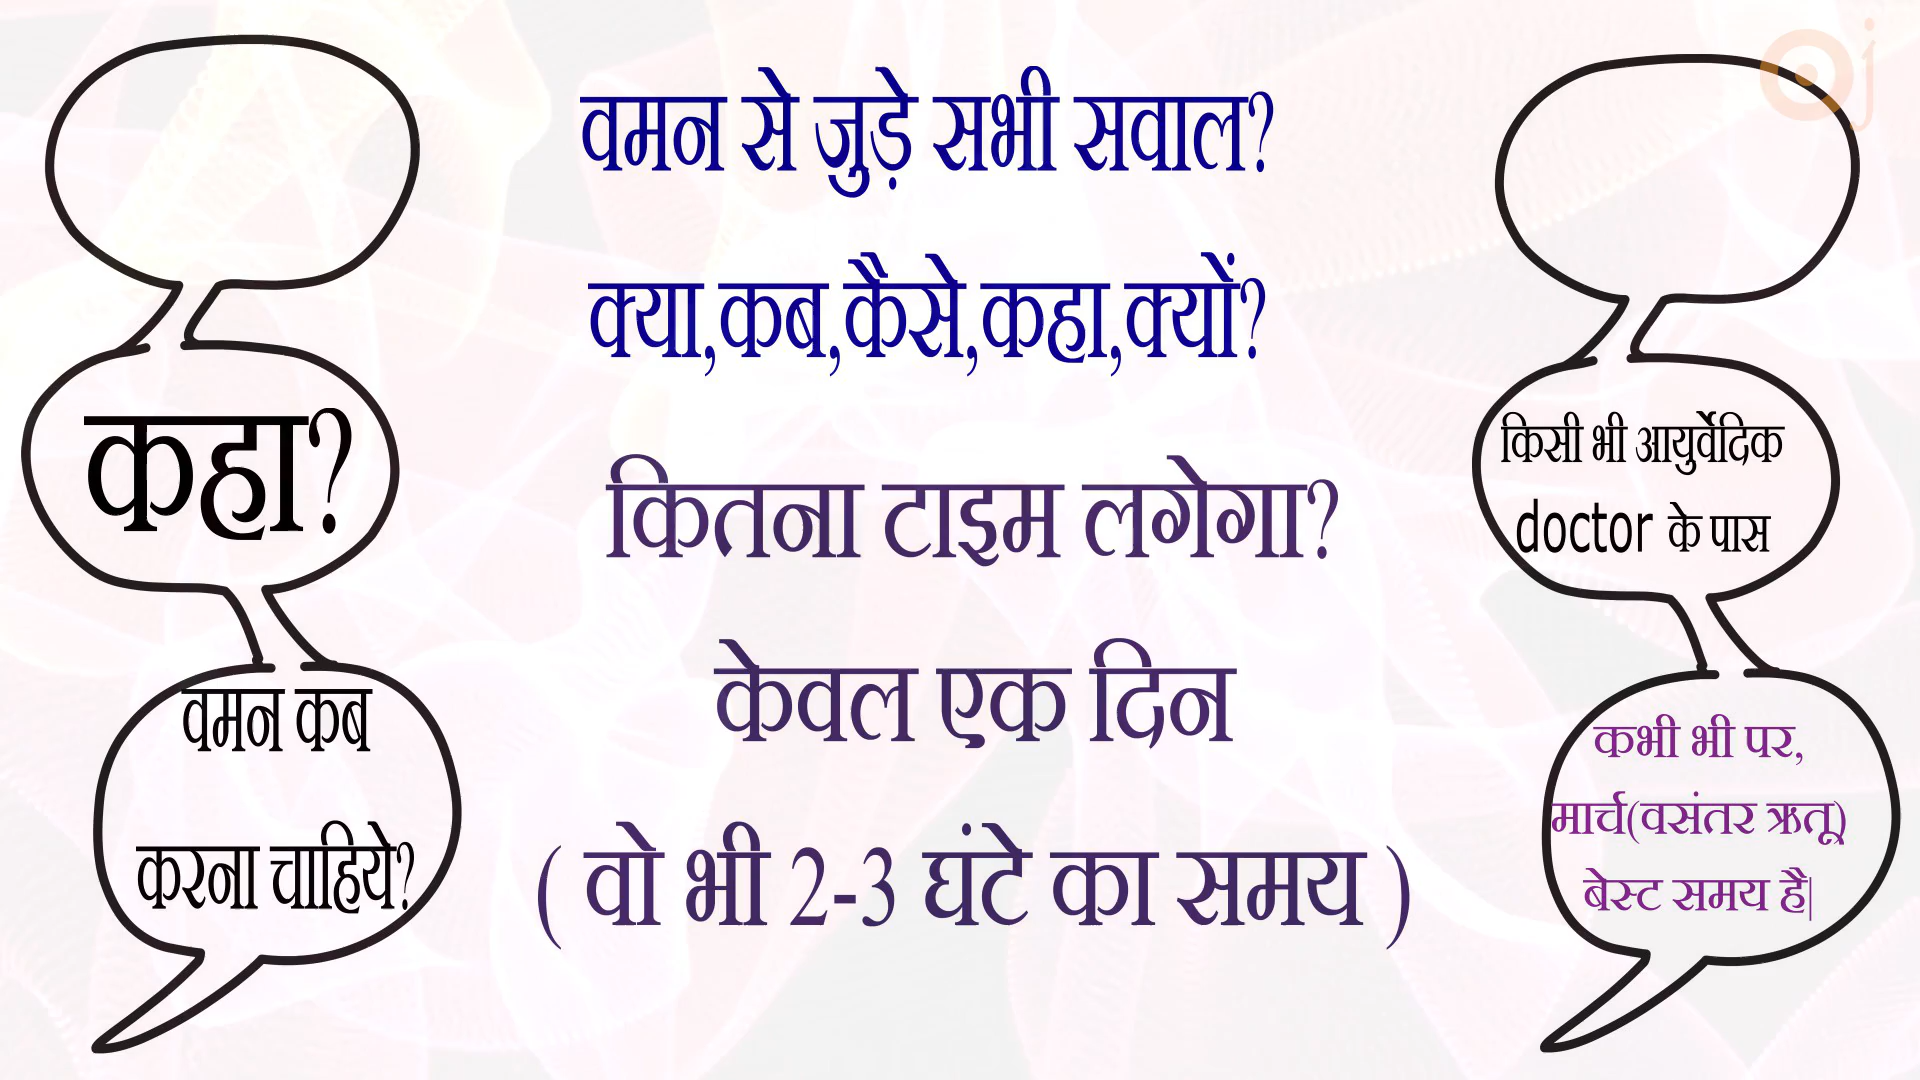 वमन से जुड़े सभी सवाल?
क्या,कब,कैसे,कहा,क्यों?
कितना टाइम लगेगा?
केवल एक दिन
( वो भी 2-3 घंटे का समय )
कहा?
वमन कब
करना चाहिये?
किसी भी आयुर्वेदिक
doctor के पास
कभी भी पर,
मार्च(वसंतर ऋतू)
बेस्ट समय है|
oj